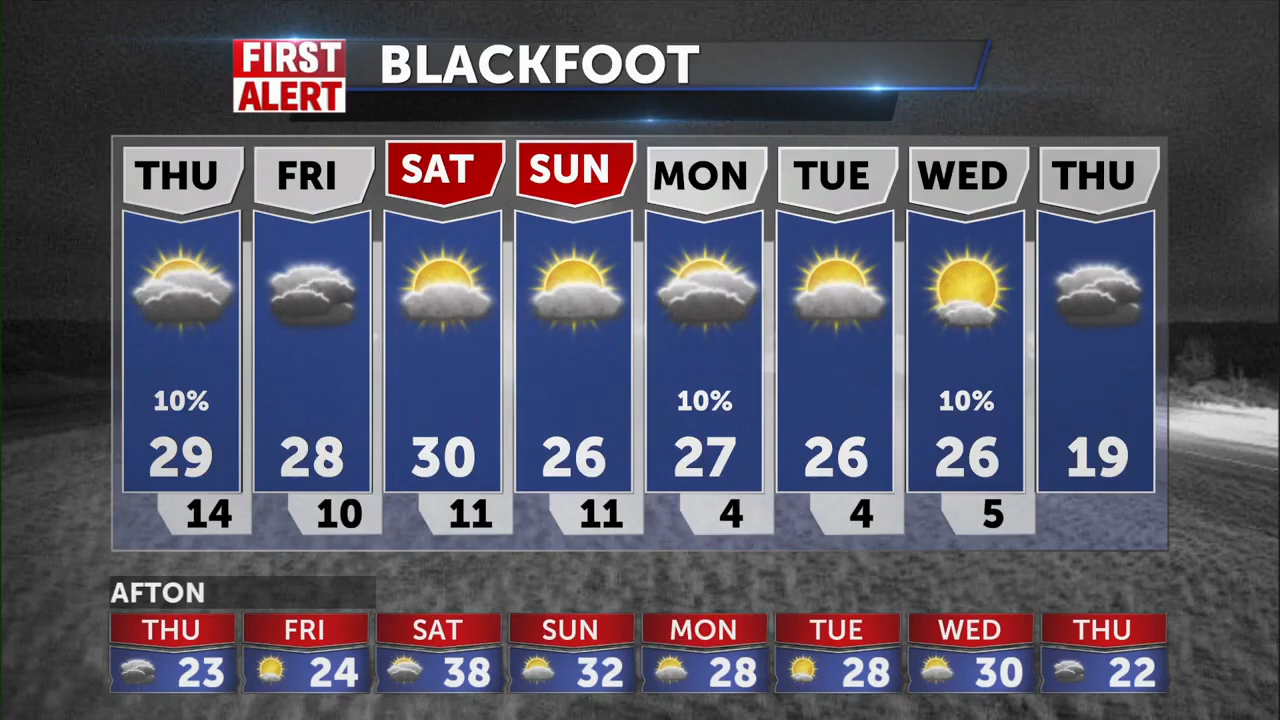 FIRST
ALERT
BLACKFOOT
THU FRI SAT SUN MON TUE WED THU
10% 10% 10%
29 28 30 26 27 26 26 19
14 10 11 11 4 4 5
AFTON
THU FRI SAT SUN MON TUE WED THU
23 24 38 32 28 28 30 22